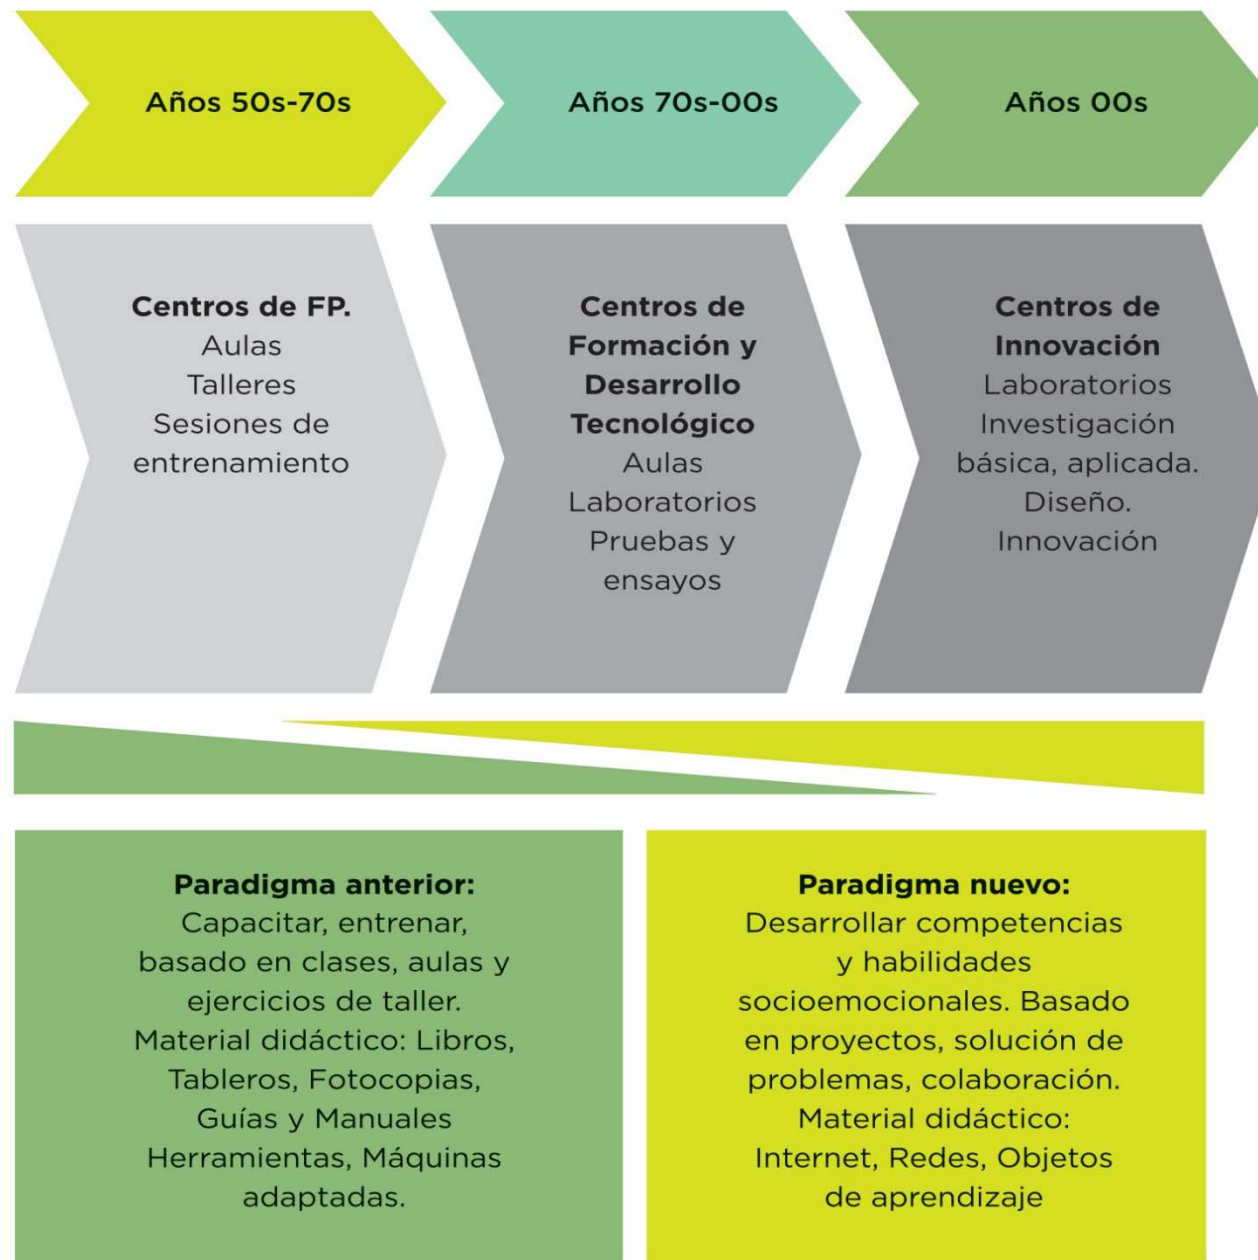 Años 50s-70s
Años 70s-00s
Años 00s
Centros de FP.
Aulas
Talleres
Sesiones de
entrenamiento
Centros de
Formación y
Desarrollo
Tecnológico
Aulas
Laboratorios
Pruebas y
ensayos
Centros de
Innovación
Laboratorios
Investigación
básica, aplicada.
Diseño.
Innovación
Paradigma anterior:
Capacitar, entrenar,
basado en clases, aulas y
ejercicios de taller.
Material didáctico: Libros,
Tableros, Fotocopias,
Guías y Manuales
Herramientas, Máquinas
adaptadas.
Paradigma nuevo:
Desarrollar competencias
y habilidades
socioemocionales. Basado
en proyectos, solución de
problemas, colaboración.
Material didáctico:
Internet, Redes, Objetos
de aprendizaje